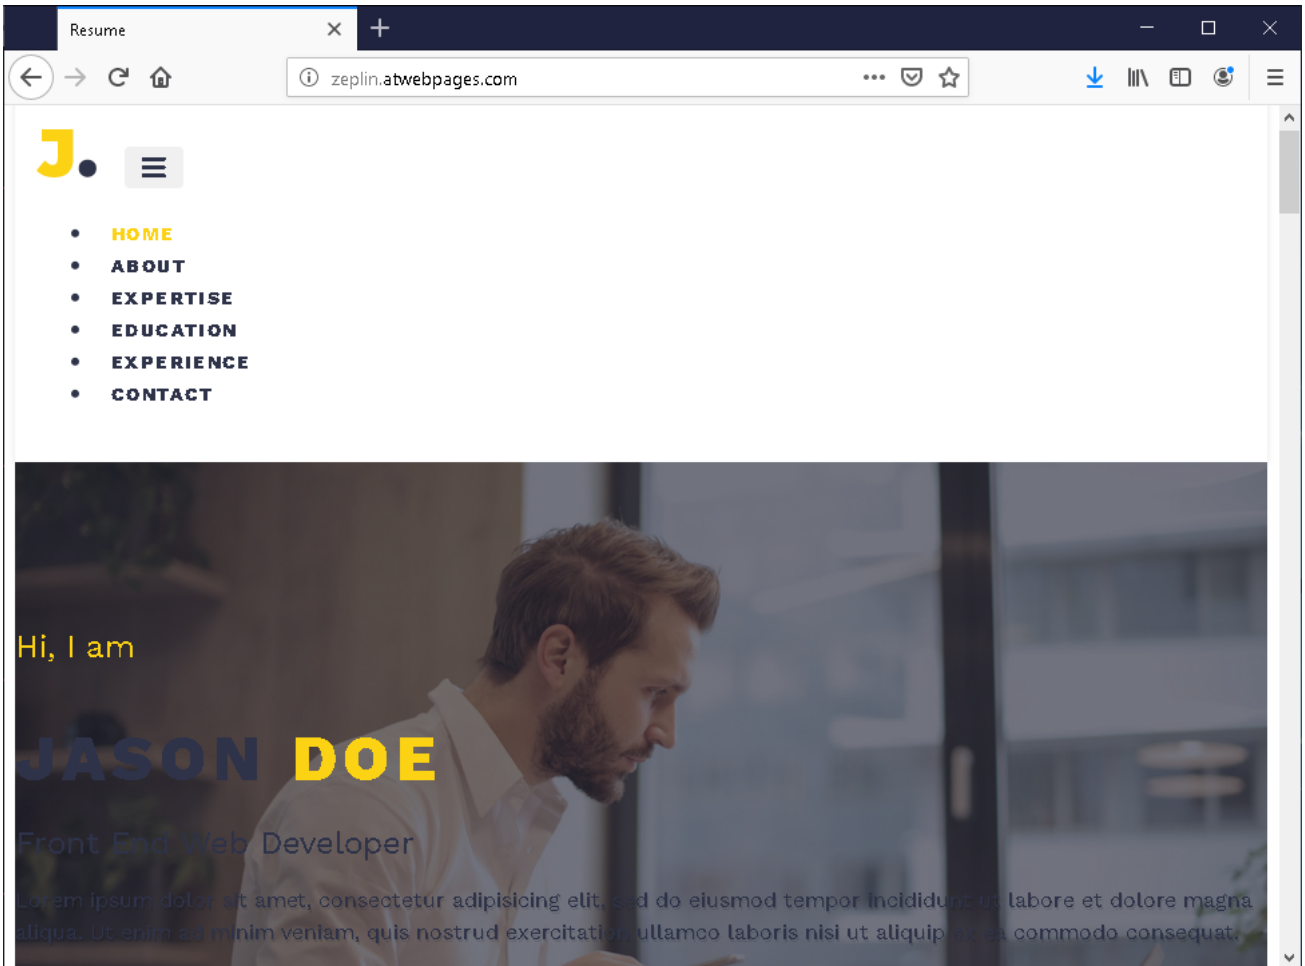 Resume
zeplin.atwebpages.com
J.
HOME
ABOUT
EXPERTISE
EDUCATION
EXPERIENCE
CONTACT
Hi, I am
JASON DOE
Front End Web Developer
Lorem ipsum dolor sit amet, consectetur adipisicing elit, sed do eiusmod tempor incididunt ut labore et dolore magna
aliqua. Ut enim ad minim veniam, quis nostrud exercitation ullamco laboris nisi ut aliquip ex ea commodo consequat.